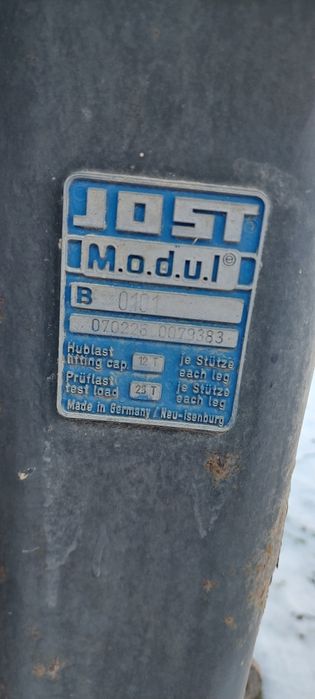 JOST
M.o.d.u.l®
B 0101
070226 0079383
Hublast lifting cap. 12 T je Stütze each leg
Prüflast test load 25 T je Stütze each leg
Made in Germany / Neu-Isenburg